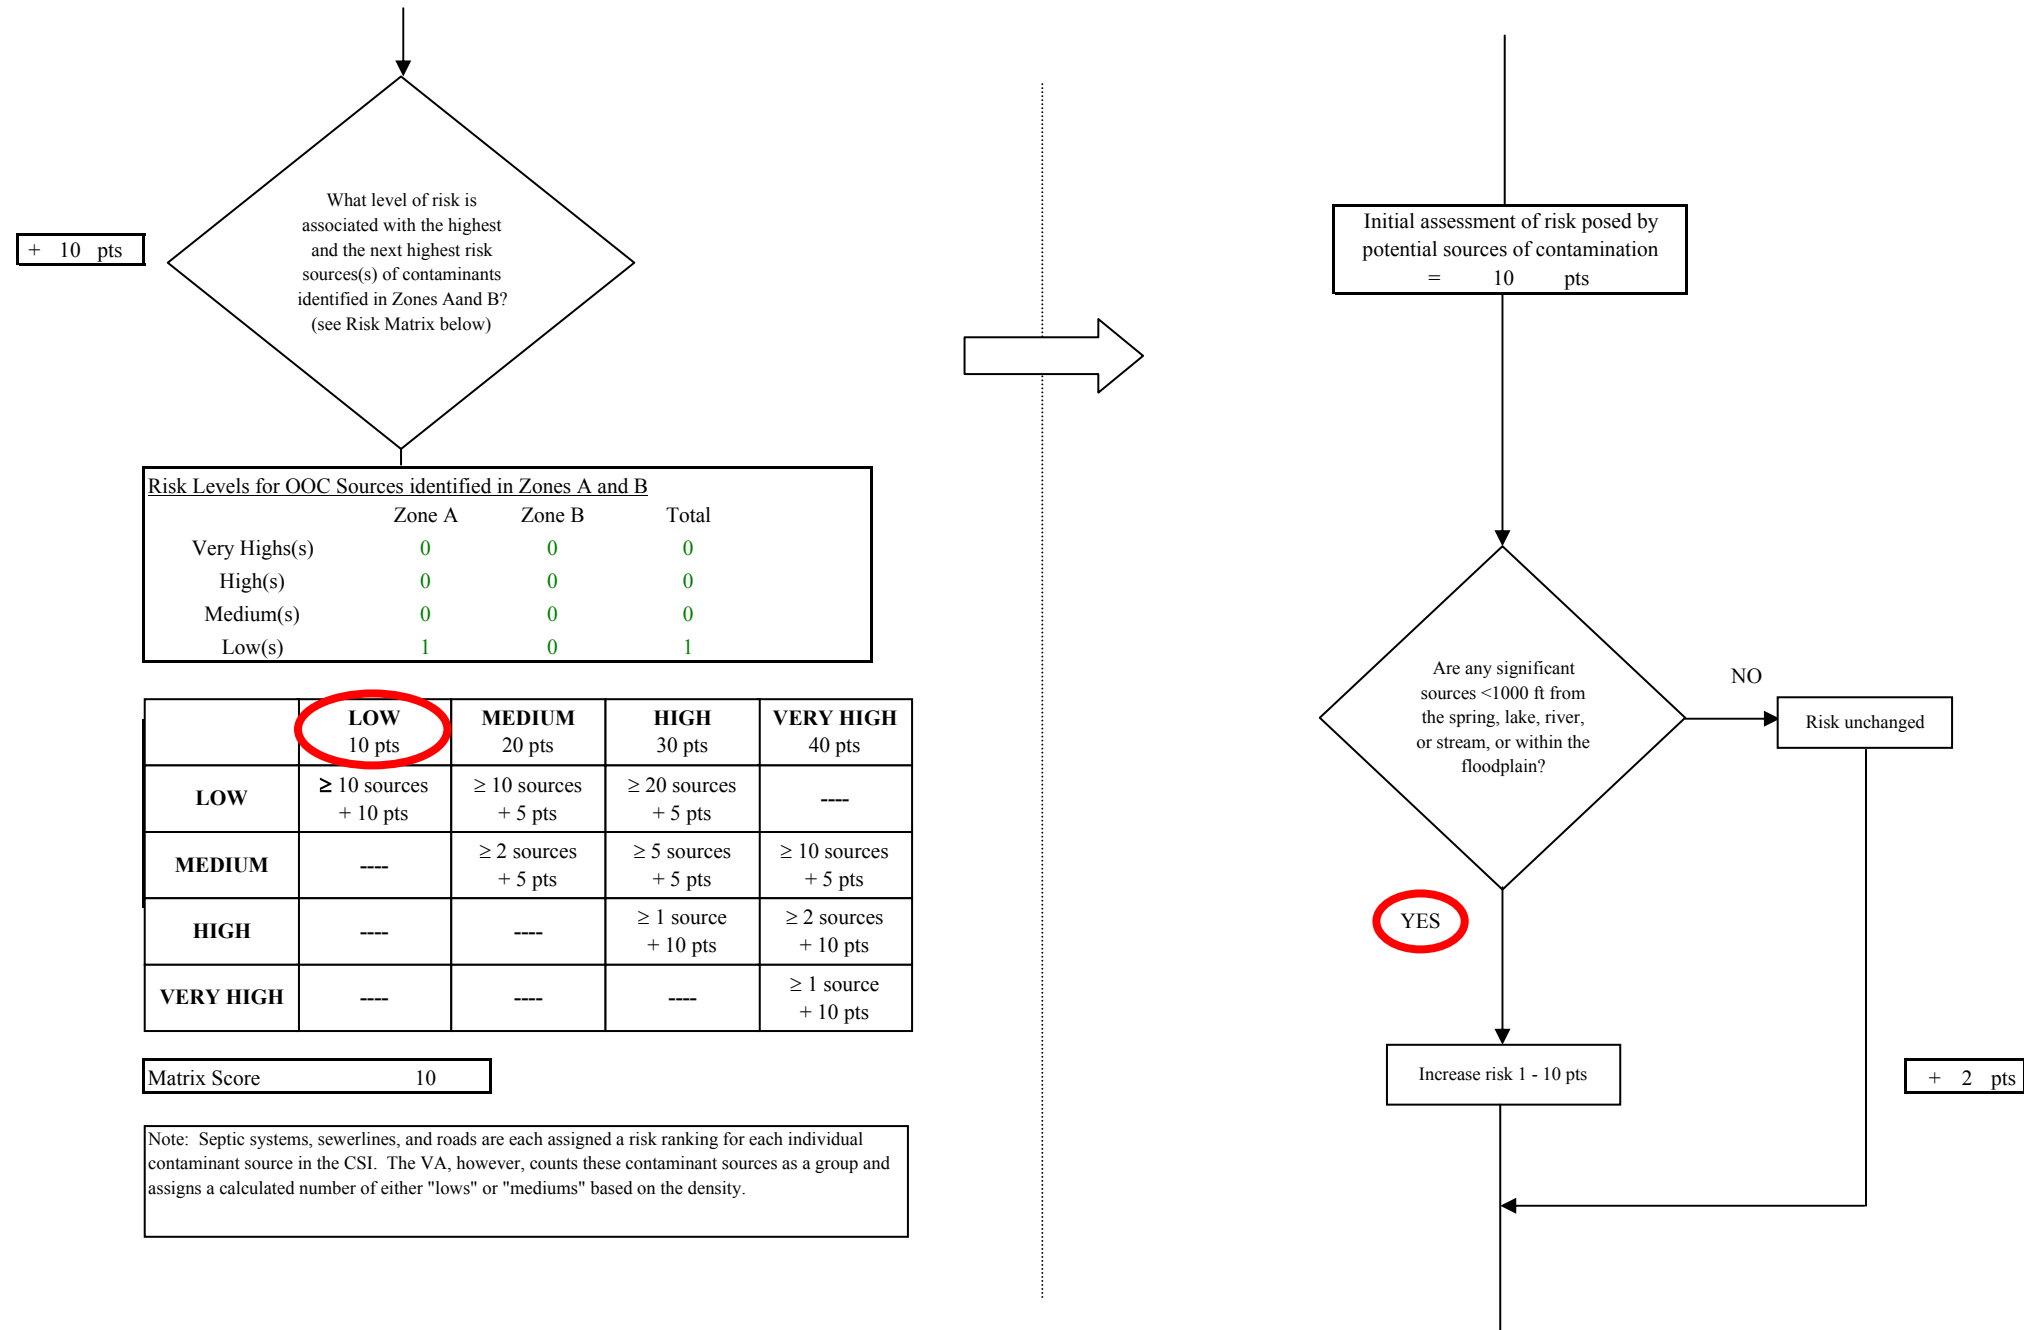 What level of risk is
associated with the highest
and the next highest risk
sources(s) of contaminants
identified in Zones Aand B?
(see Risk Matrix below)
+ 10 pts
Risk Levels for OOC Sources identified in Zones A and B
Zone A Zone B Total
Very Highs(s) 0 0 0
High(s) 0 0 0
Medium(s) 0 0 0
Low(s) 1 0 1
LOW MEDIUM HIGH VERY HIGH
10 pts 20 pts 30 pts 40 pts
LOW ≥ 10 sources ≥ 10 sources ≥ 20 sources ----
+ 10 pts + 5 pts + 5 pts
MEDIUM ---- ≥ 2 sources ≥ 5 sources ≥ 10 sources
+ 5 pts + 5 pts + 5 pts
HIGH ---- ---- ≥ 1 source ≥ 2 sources
+ 10 pts + 10 pts
VERY HIGH ---- ---- ---- ≥ 1 source
+ 10 pts
Matrix Score 10
Note: Septic systems, sewerlines, and roads are each assigned a risk ranking for each individual
contaminant source in the CSI. The VA, however, counts these contaminant sources as a group and
assigns a calculated number of either "lows" or "mediums" based on the density.
Initial assessment of risk posed by
potential sources of contamination
= 10 pts
Are any significant
sources <1000 ft from
the spring, lake, river,
or stream, or within the
floodplain?
NO
Risk unchanged
YES
Increase risk 1 - 10 pts
+ 2 pts